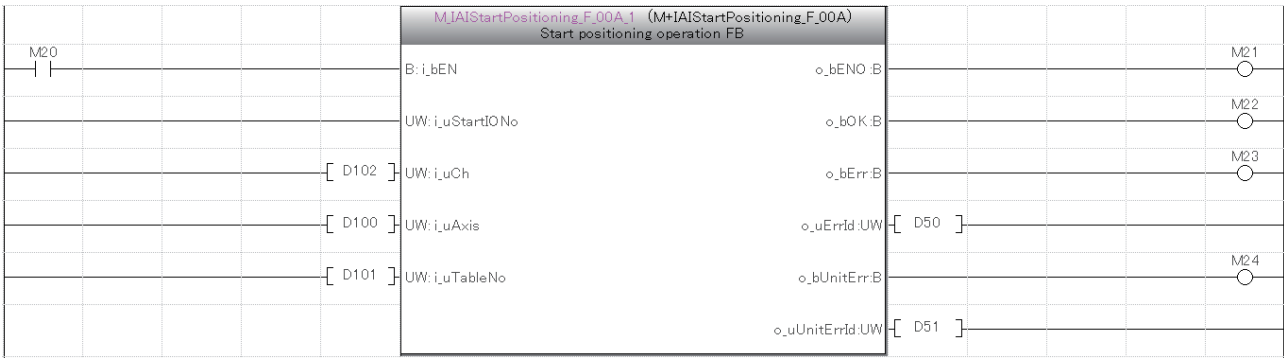 M_IAIStartPositioning_F_00A_1 (M+IAIStartPositioning_F_00A)
Start positioning operation FB
M20
B: i_bEN
o_bENO :B
M21
UW: i_uStartIONo
o_bOK:B
M22
D102
UW: i_uCh
o_bErr:B
M23
D100
UW: i_uAxis
o_uErrId:UW
D50
D101
UW: i_uTableNo
o_bUnitErr:B
M24
o_uUnitErrId:UW
D51